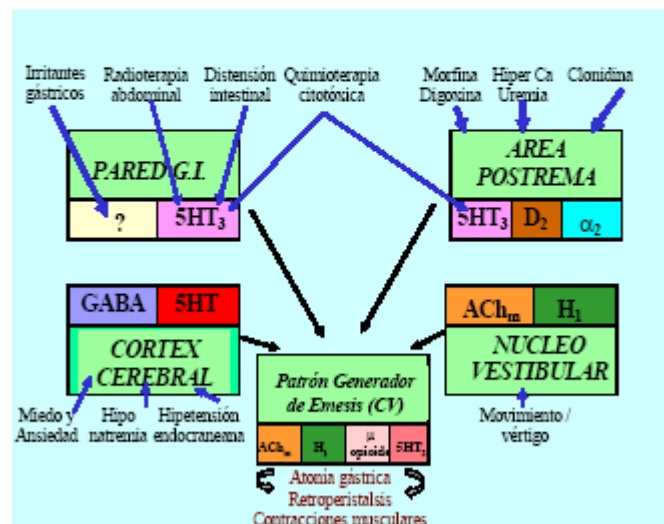 Irritantes
gástricos
Radioterapia
abdominal
Distensión
intestinal
Quimioterapia
citotóxica
Morfina
Digoxina
Hiper Ca
Uremia
Clonidina
PARED G.I.
?
5HT₃
AREA
POSTREMA
5HT₃
D₂
α₂
GABA
5HT
CORTEX
CEREBRAL
Miedo y
Ansiedad
Hipo
natremia
Hipetensión
endocraneana
AChₘ
H₁
NUCLEO
VESTIBULAR
Movimiento /
vértigo
Patrón Generador
de Emesis (CV)
AChₘ
H₁
μ
opioide
5HT₃
Atonía gástrica
Retroperistalsis
Contracciones musculares